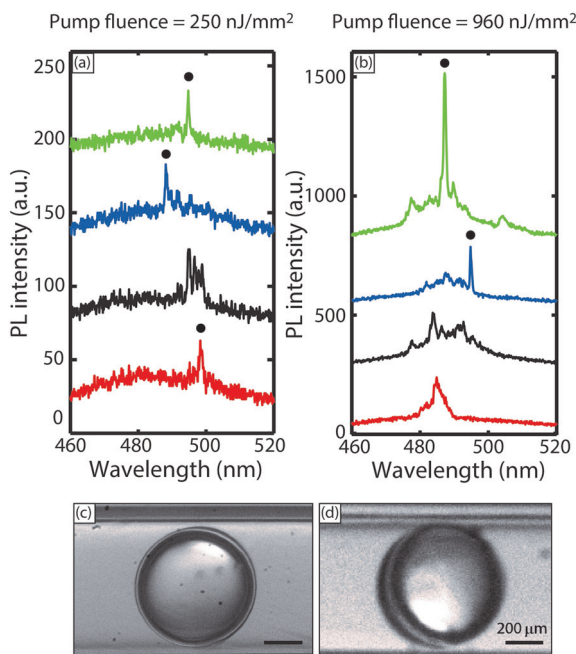 Pump fluence = 250 nJ/mm²
Pump fluence = 960 nJ/mm²
(a)
250
200
150
100
50
0
PL intensity (a.u.)
460 480 500 520
Wavelength (nm)
(b)
1500
1000
500
0
PL intensity (a.u.)
460 480 500 520
Wavelength (nm)
(c)
(d)
200 μm